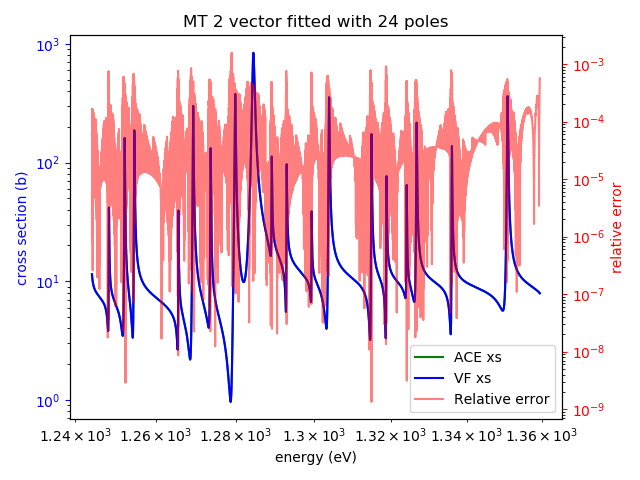 MT 2 vector fitted with 24 poles
10³
10²
10¹
10⁰
cross section (b)
10⁻³
10⁻⁴
10⁻⁵
10⁻⁶
10⁻⁷
10⁻⁸
10⁻⁹
relative error
ACE xs
VF xs
Relative error
1.24×10³ 1.26×10³ 1.28×10³ 1.3×10³ 1.32×10³ 1.34×10³ 1.36×10³
energy (eV)